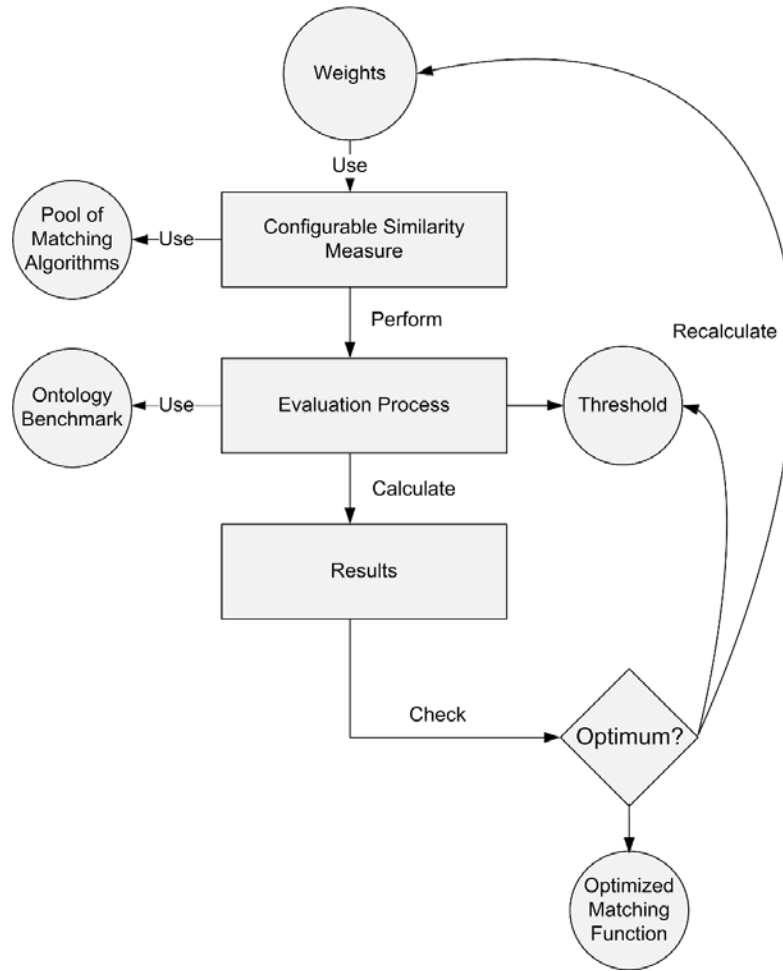 Weights
Use
Pool of
Matching
Algorithms
Use
Configurable Similarity
Measure
Perform
Recalculate
Ontology
Benchmark
Use
Evaluation Process
Threshold
Calculate
Results
Check
Optimum?
Optimized
Matching
Function